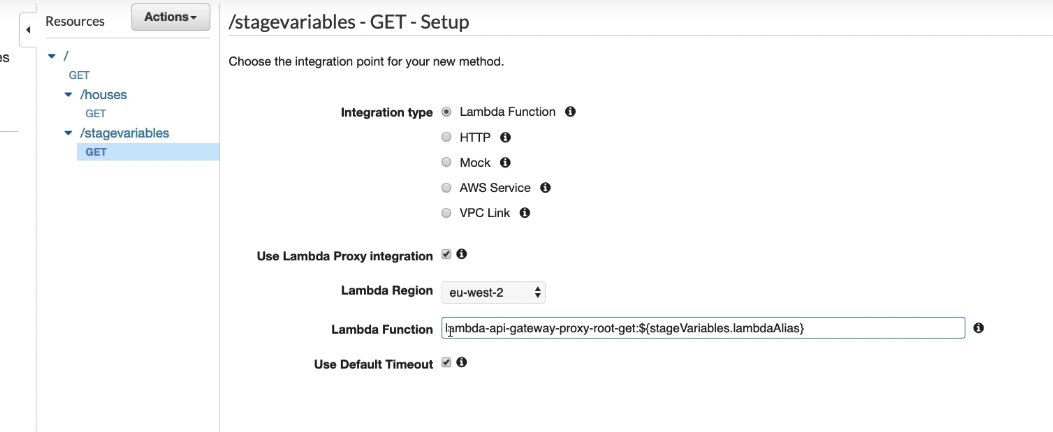 Resources
Actions
/
GET
/houses
GET
/stagevariables
GET
es
/stagevariables - GET - Setup
Choose the integration point for your new method.
Integration type
Lambda Function
HTTP
Mock
AWS Service
VPC Link
Use Lambda Proxy integration
Lambda Region eu-west-2
Lambda Function lambda-api-gateway-proxy-root-get:${stageVariables.lambdaAlias}
Use Default Timeout